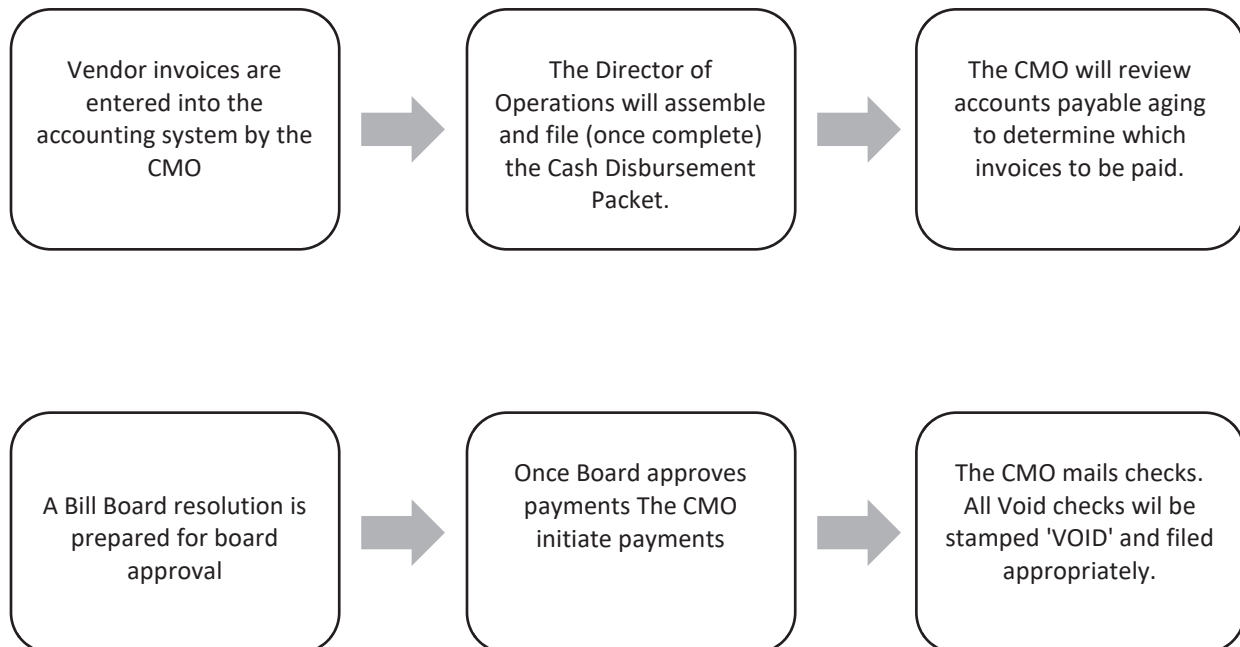 Vendor invoices are
entered into the
accounting system by the
CMO
The Director of
Operations will assemble
and file (once complete)
the Cash Disbursement
Packet.
The CMO will review
accounts payable aging
to determine which
invoices to be paid.
A Bill Board resolution is
prepared for board
approval
Once Board approves
payments The CMO
initiate payments
The CMO mails checks.
All Void checks wil be
stamped 'VOID' and filed
appropriately.